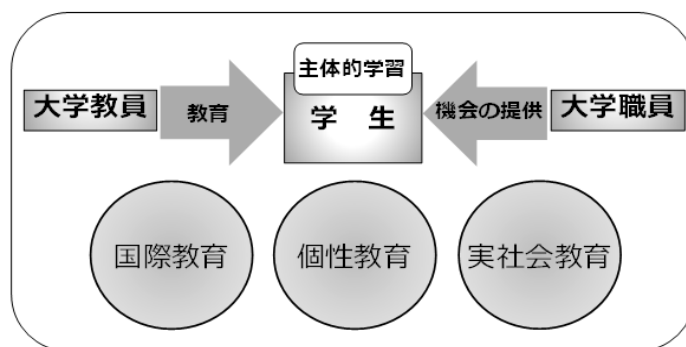 主体的学習
大学教員
教育
学 生
機会の提供
大学職員
国際教育
個性教育
実社会教育